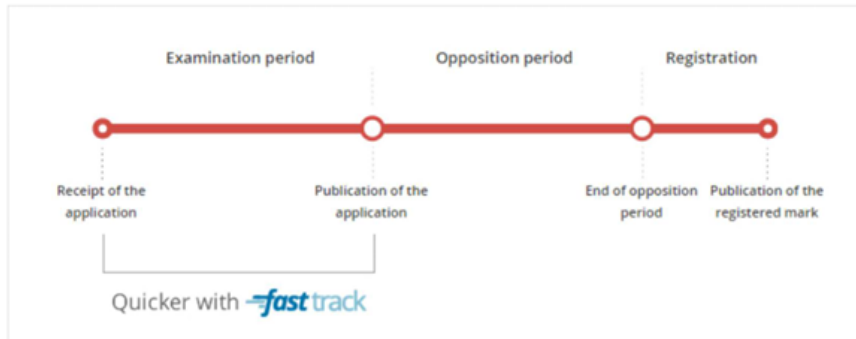 Examination period
Opposition period
Registration
Receipt of the
application
Publication of the
application
End of opposition
period
Publication of the
registered mark
Quicker with fast track